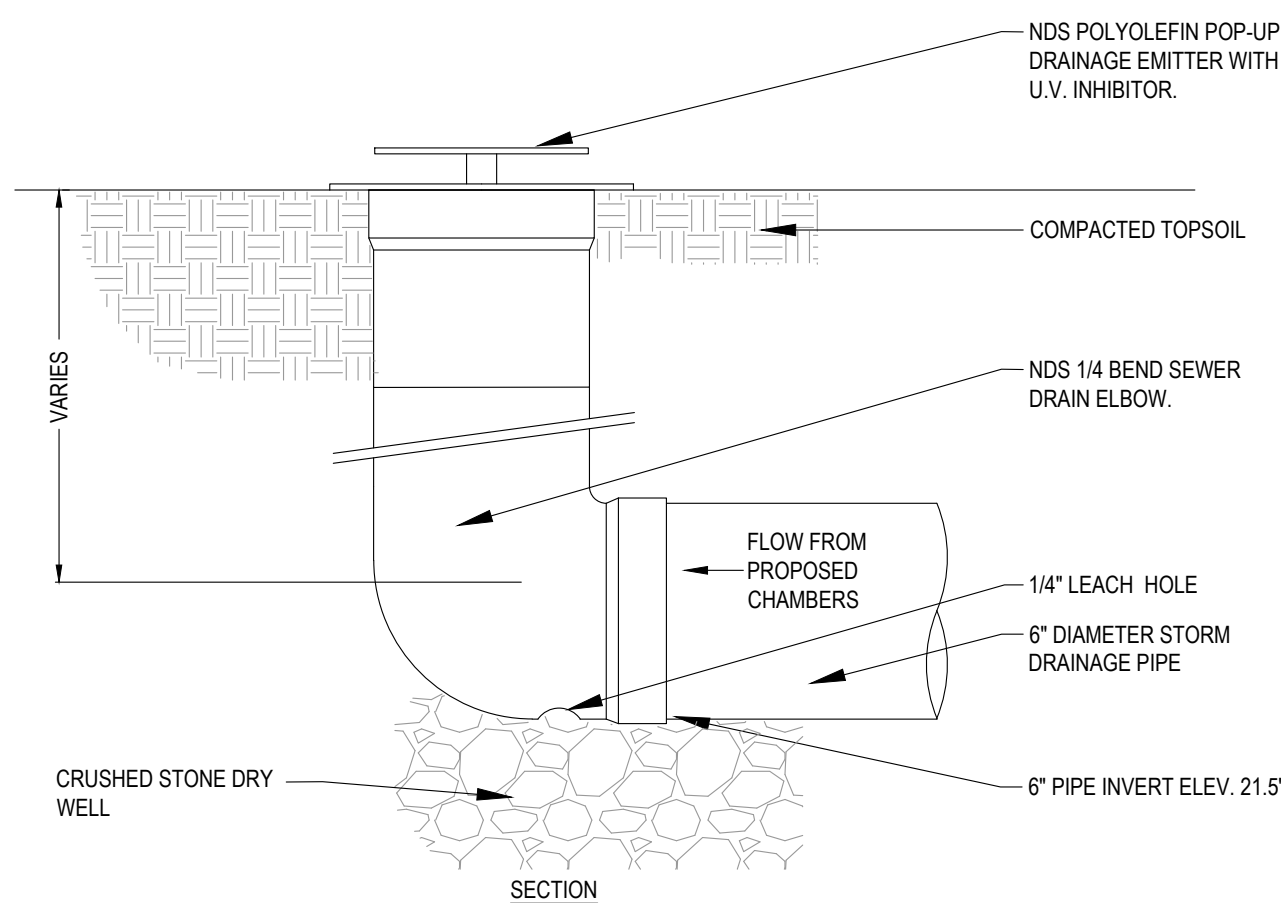 NDS POLYOLEFIN POP-UP
DRAINAGE EMITTER WITH
U.V. INHIBITOR.
COMPACTED TOPSOIL
VARIES
NDS 1/4 BEND SEWER
DRAIN ELBOW.
FLOW FROM
PROPOSED
CHAMBERS
1/4" LEACH HOLE
6" DIAMETER STORM
DRAINAGE PIPE
CRUSHED STONE DRY
WELL
6" PIPE INVERT ELEV. 21.5'
SECTION